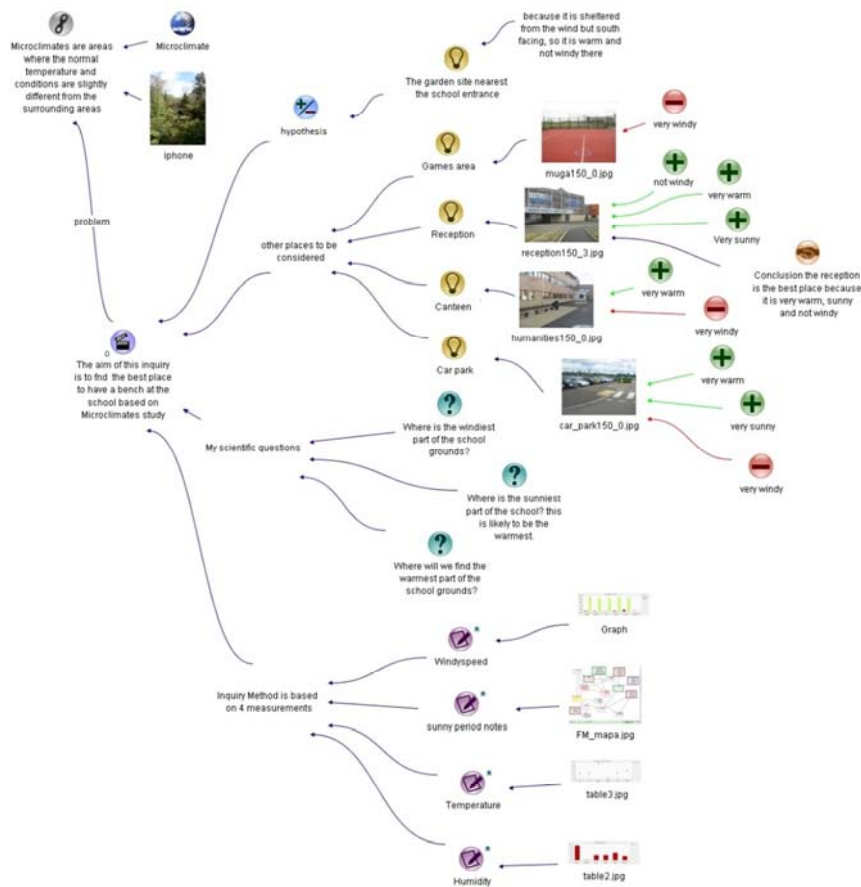 because it is sheltered
from the wind but south
facing, so it is warm and
not windy there
Microclimates are areas
where the normal
temperature and
conditions are slightly
different from the
surrounding areas
Microclimate
iphone
The garden site nearest
the school entrance
hypothesis
very windy
Games area
muga150_0.jpg
not windy
very warm
problem
Reception
Very sunny
other places to be
considered
reception150_3.jpg
Conclusion the reception
is the best place because
it is very warm, sunny
and not windy
very warm
Canteen
humanities150_0.jpg
very windy
0
The aim of this inquiry
is to fnd the best place
to have a bench at the
school based on
Microclimates study
Car park
very warm
car_park150_0.jpg
very sunny
Where is the windiest
part of the school
grounds?
My scientific questions
very windy
Where is the sunniest
part of the school? this
is likely to be the
warmest.
Where will we find the
warmest part of the
school grounds?
Graph
Windyspeed
Inquiry Method is based
on 4 measurements
sunny period notes
FM_mapa.jpg
Temperature
table3.jpg
Humidity
table2.jpg